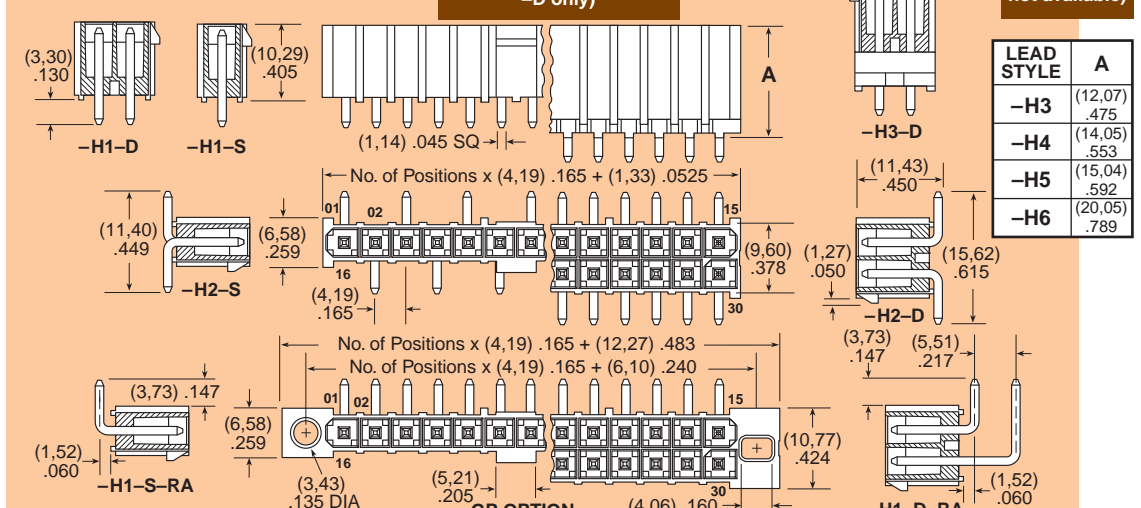 –D only)
not available)
(3,30)
.130
–H1–D
–H1–S
(10,29)
.405
(1,14) .045 SQ
A
–H3–D
LEAD STYLE A
–H3 (12,07) .475
–H4 (14,05) .553
–H5 (15,04) .592
–H6 (20,05) .789
No. of Positions x (4,19) .165 + (1,33) .0525
01
02
15
16
30
(11,40)
.449
–H2–S
(6,58)
.259
(4,19)
.165
(9,60)
.378
(11,43)
.450
(1,27)
.050
(15,62)
.615
–H2–D
No. of Positions x (4,19) .165 + (12,27) .483
No. of Positions x (4,19) .165 + (6,10) .240
(3,73) .147
01
02
15
16
30
(6,58)
.259
(1,52)
.060
–H1–S–RA
(3,43)
.135 DIA
(5,21)
.205
(4,06) .160
(10,77)
.424
(3,73)
.147
(5,51)
.217
(1,52)
.060